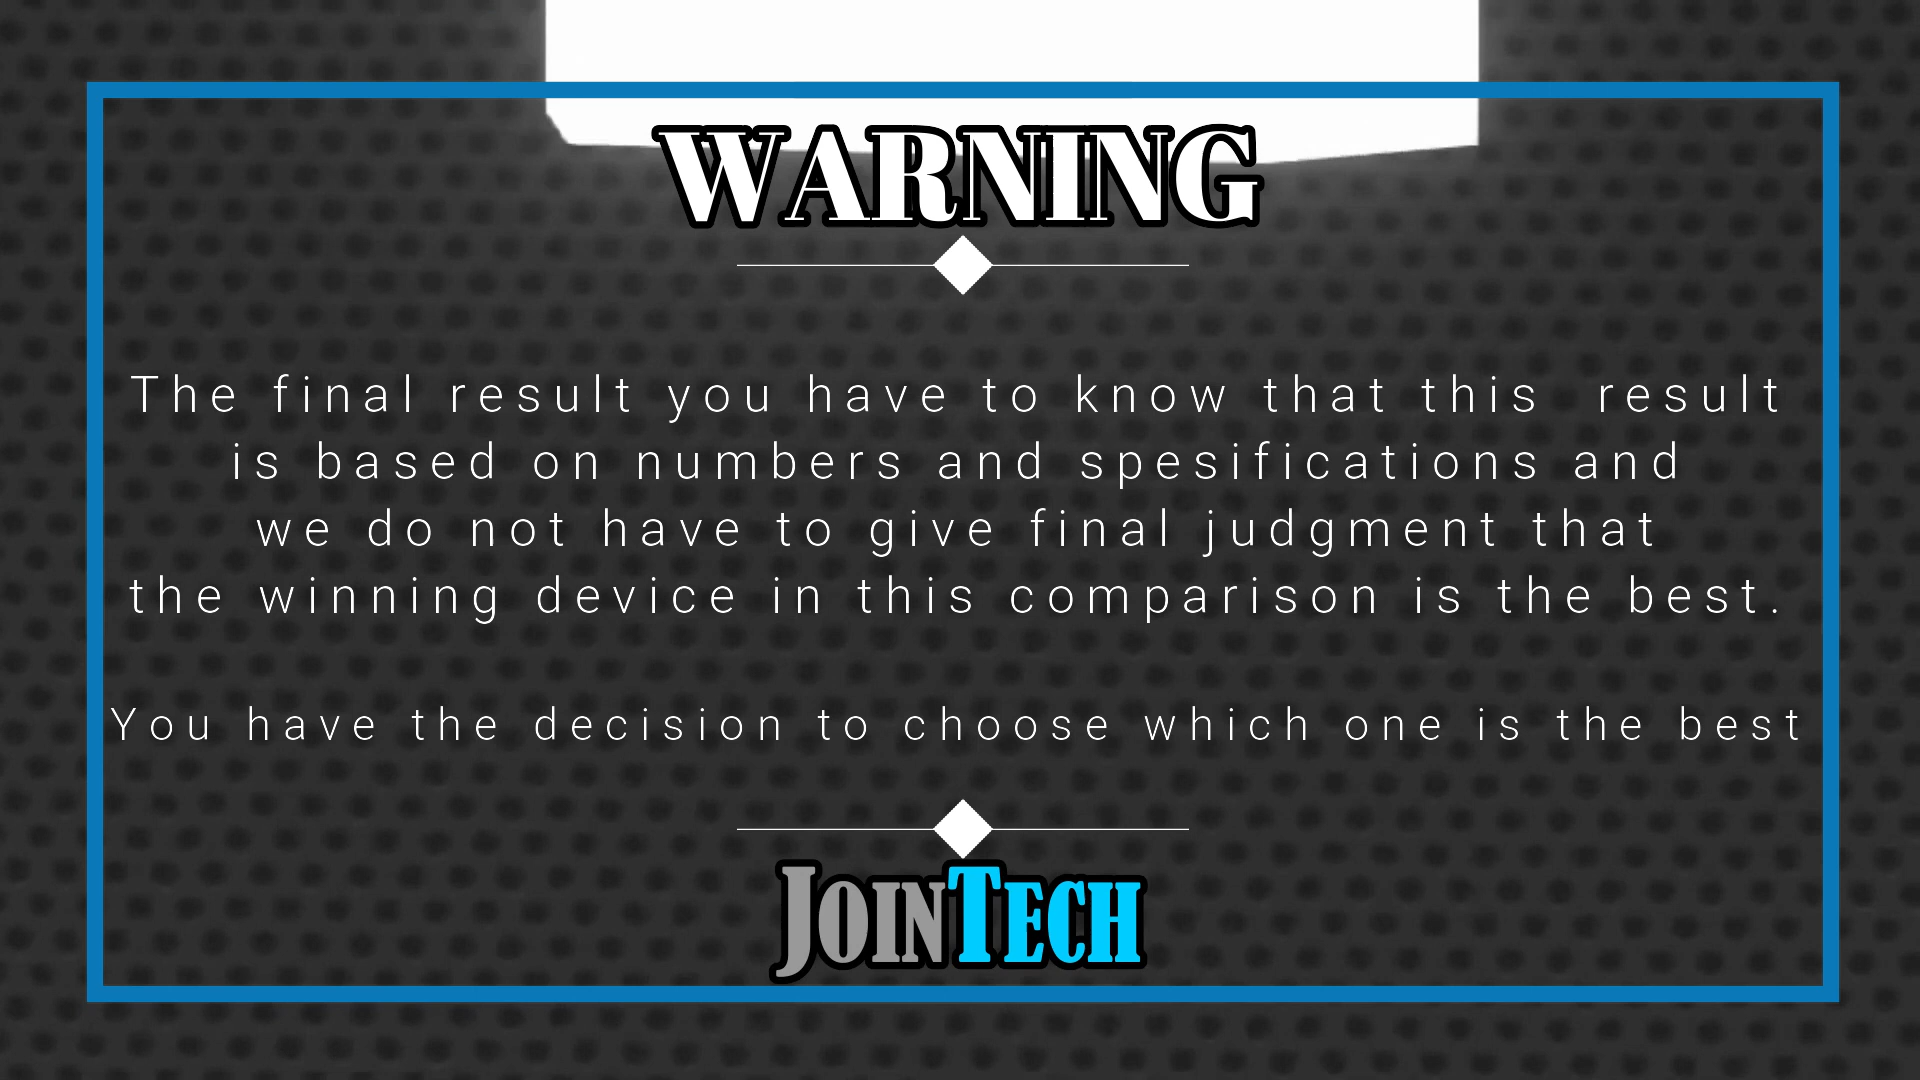 WARNING
The final result you have to know that this result
is based on numbers and spesifications and
we do not have to give final judgment that
the winning device in this comparison is the best.
You have the decision to choose which one is the best
JOINTECH